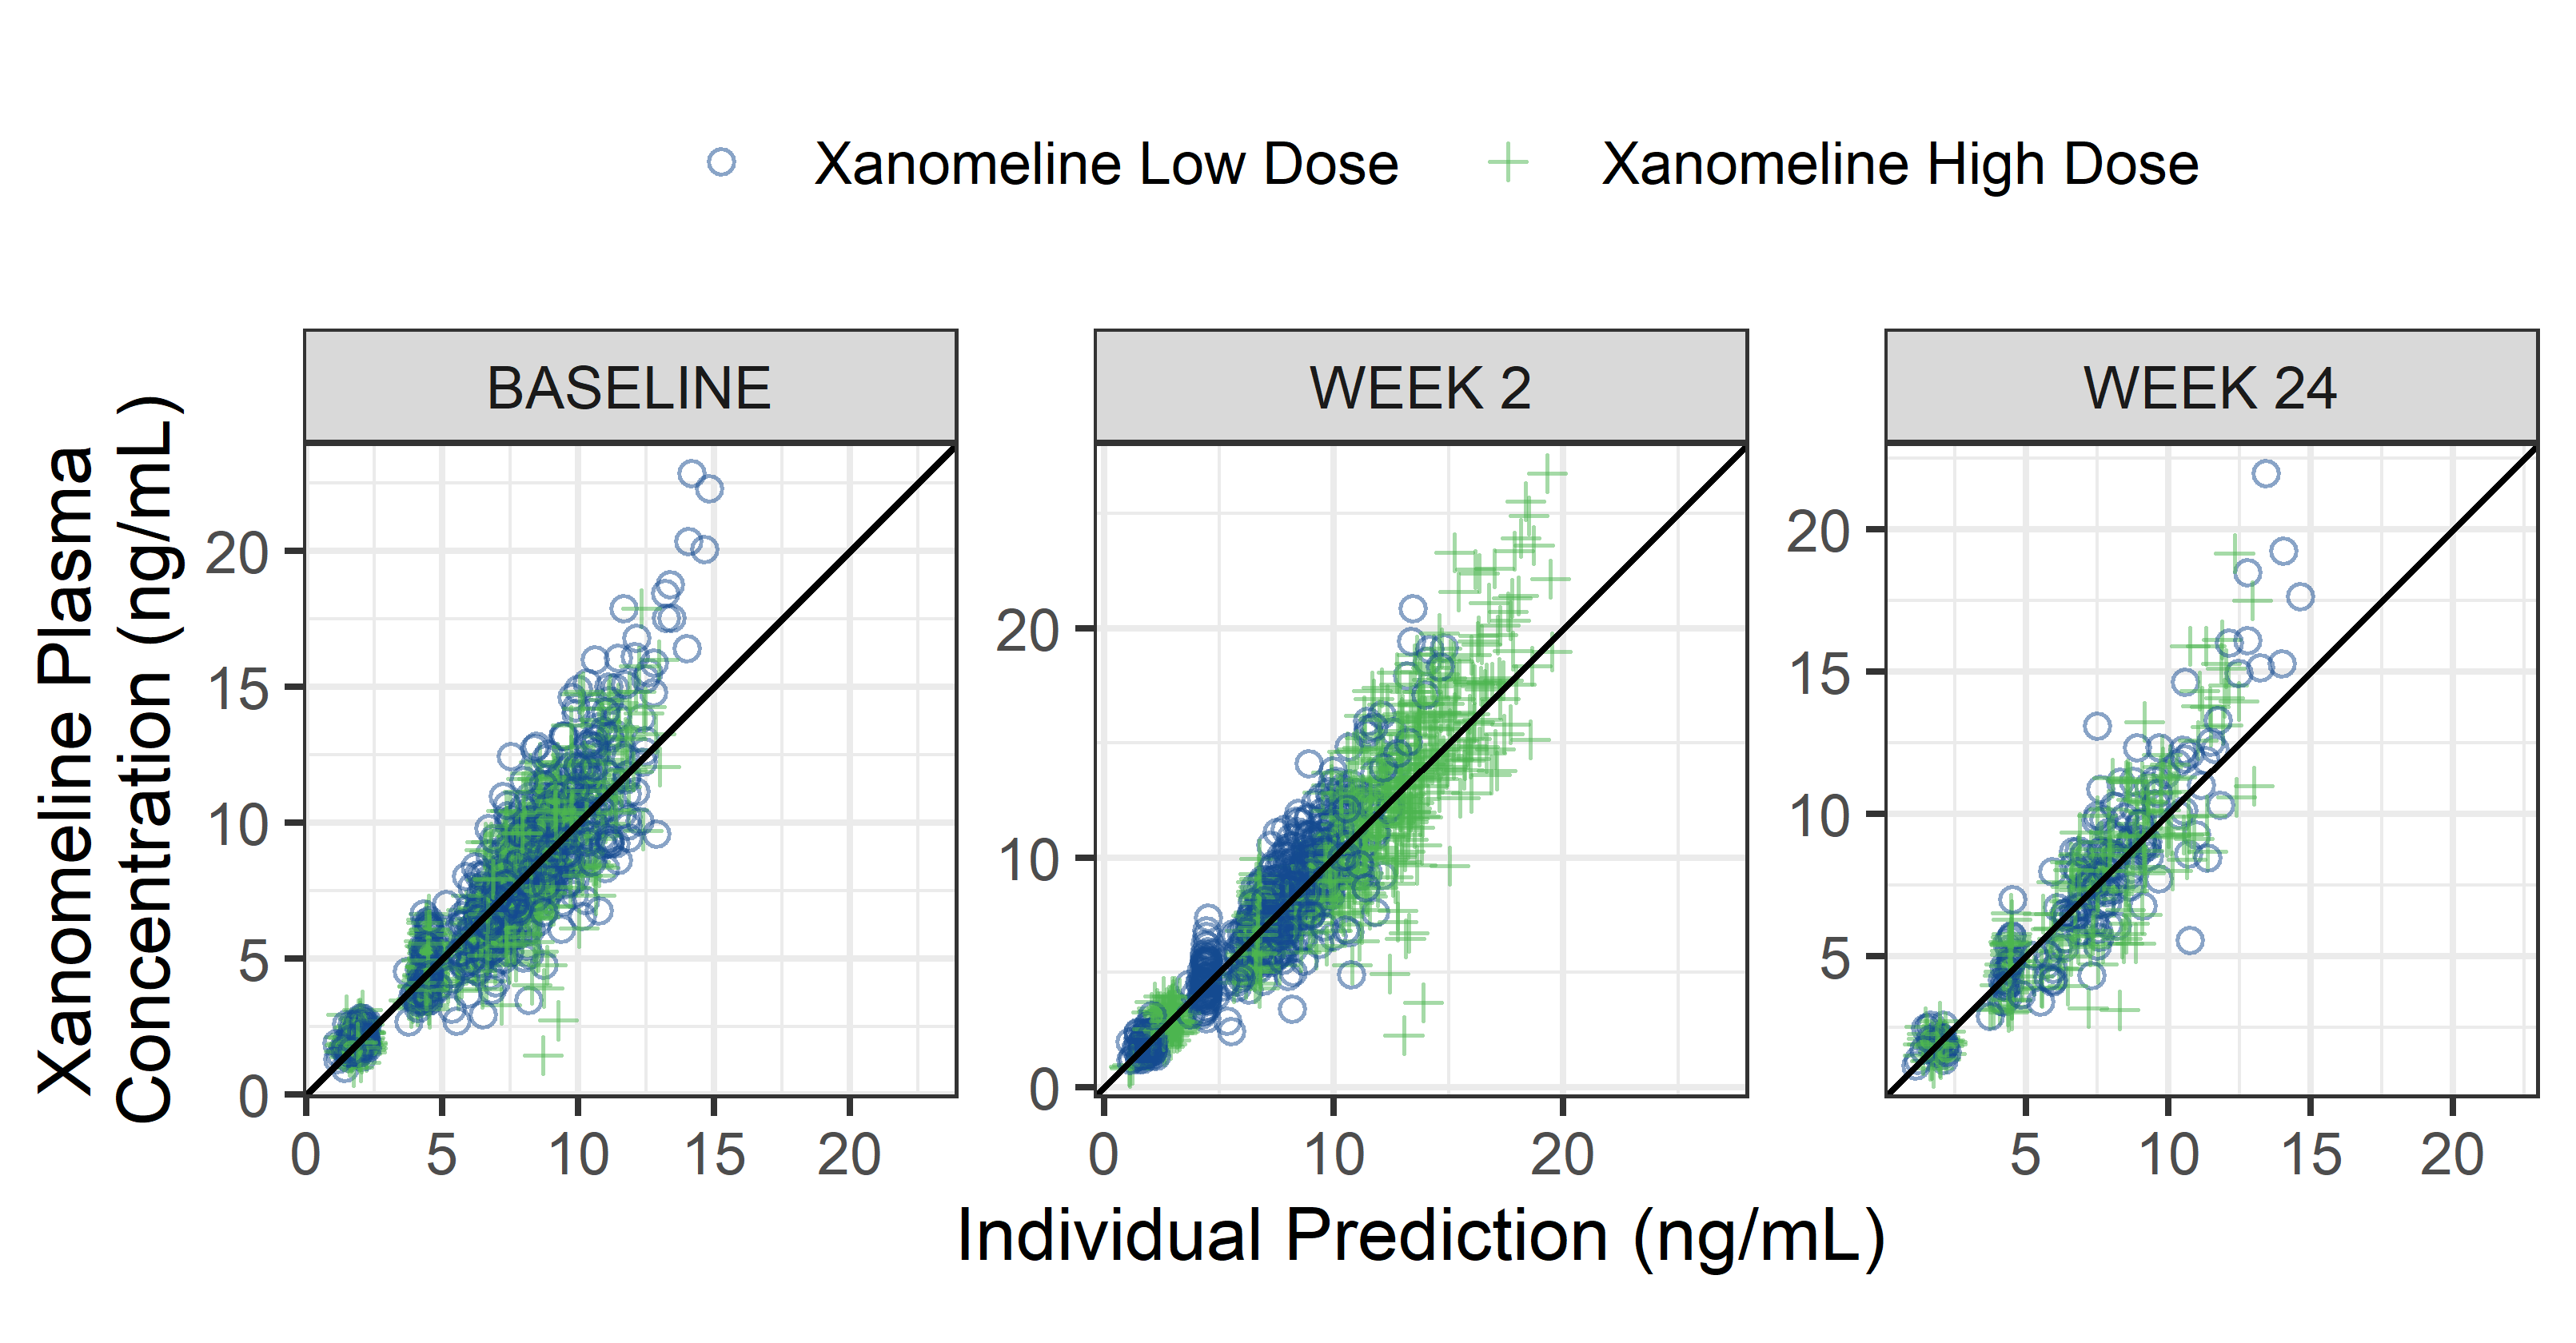 Xanomeline Low Dose Xanomeline High Dose
BASELINE WEEK 2 WEEK 24
Xanomeline Plasma
Concentration (ng/mL)
20
15
10
5
0
20
10
0
20
15
10
5
0 5 10 15 20
0 10 20
5 10 15 20
Individual Prediction (ng/mL)